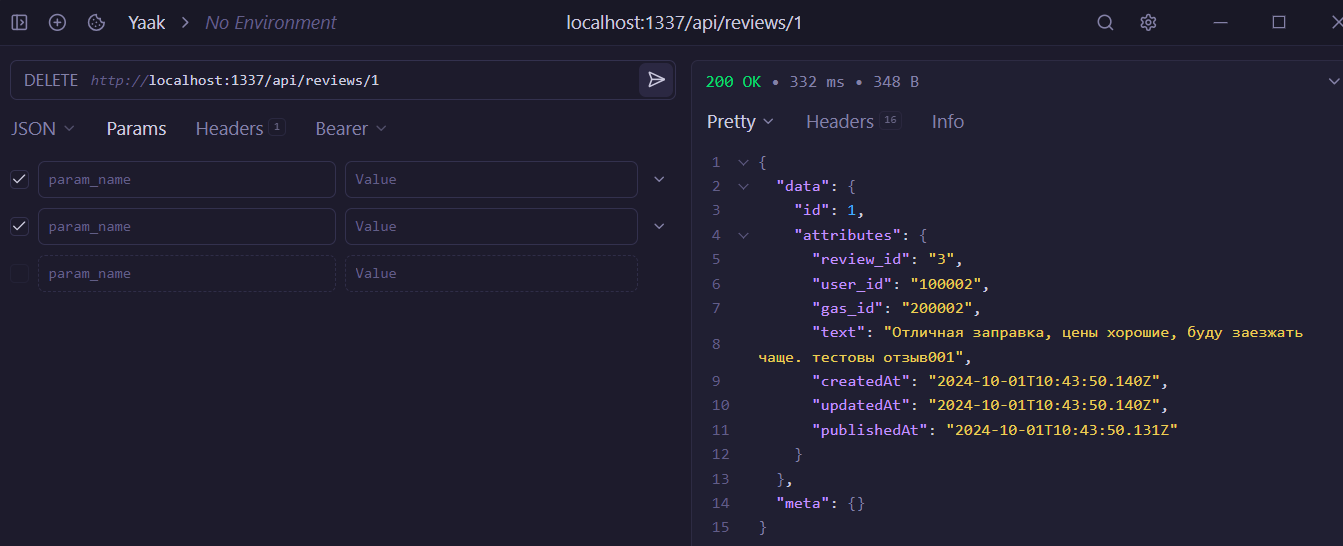 Yaak > No Environment
localhost:1337/api/reviews/1
DELETE http://localhost:1337/api/reviews/1
JSON Params Headers 1 Bearer
param_name Value
param_name Value
param_name Value
200 OK • 332 ms • 348 B
Pretty Headers 16 Info
1 {
2 "data": {
3 "id": 1,
4 "attributes": {
5 "review_id": "3",
6 "user_id": "100002",
7 "gas_id": "200002",
8 "text": "Отличная заправка, цены хорошие, буду заезжать
чаще. тестовы отзыв001",
9 "createdAt": "2024-10-01T10:43:50.140Z",
10 "updatedAt": "2024-10-01T10:43:50.140Z",
11 "publishedAt": "2024-10-01T10:43:50.131Z"
12 }
13 },
14 "meta": {}
15 }